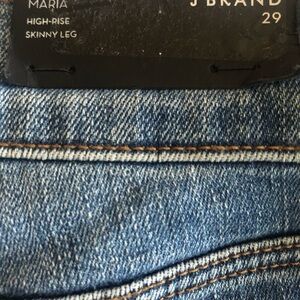 MARIA
HIGH-RISE
SKINNY LEG
J BRAND
29